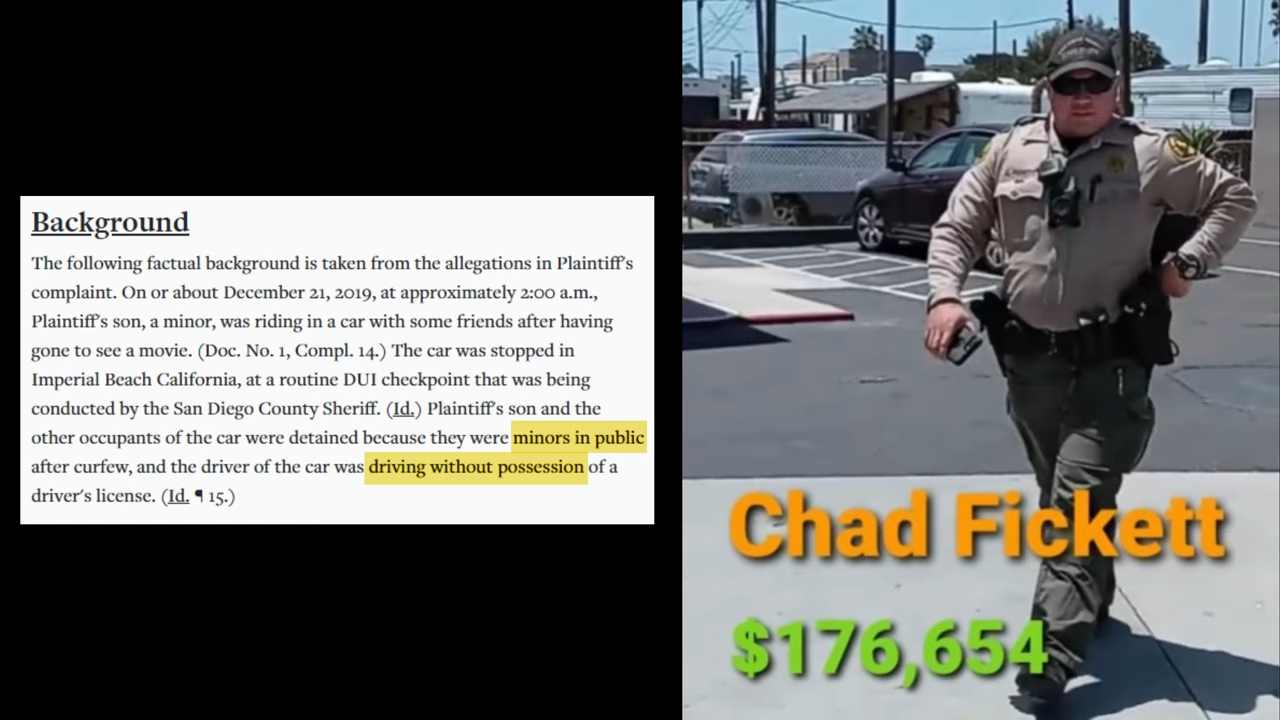 Background
The following factual background is taken from the allegations in Plaintiff's
complaint. On or about December 21, 2019, at approximately 2:00 a.m.,
Plaintiff's son, a minor, was riding in a car with some friends after having
gone to see a movie. (Doc. No. 1, Compl. 14.) The car was stopped in
Imperial Beach California, at a routine DUI checkpoint that was being
conducted by the San Diego County Sheriff. (Id.) Plaintiff's son and the
other occupants of the car were detained because they were minors in public
after curfew, and the driver of the car was driving without possession of a
driver's license. (Id. ¶ 15.)
Chad Fickett
$176,654